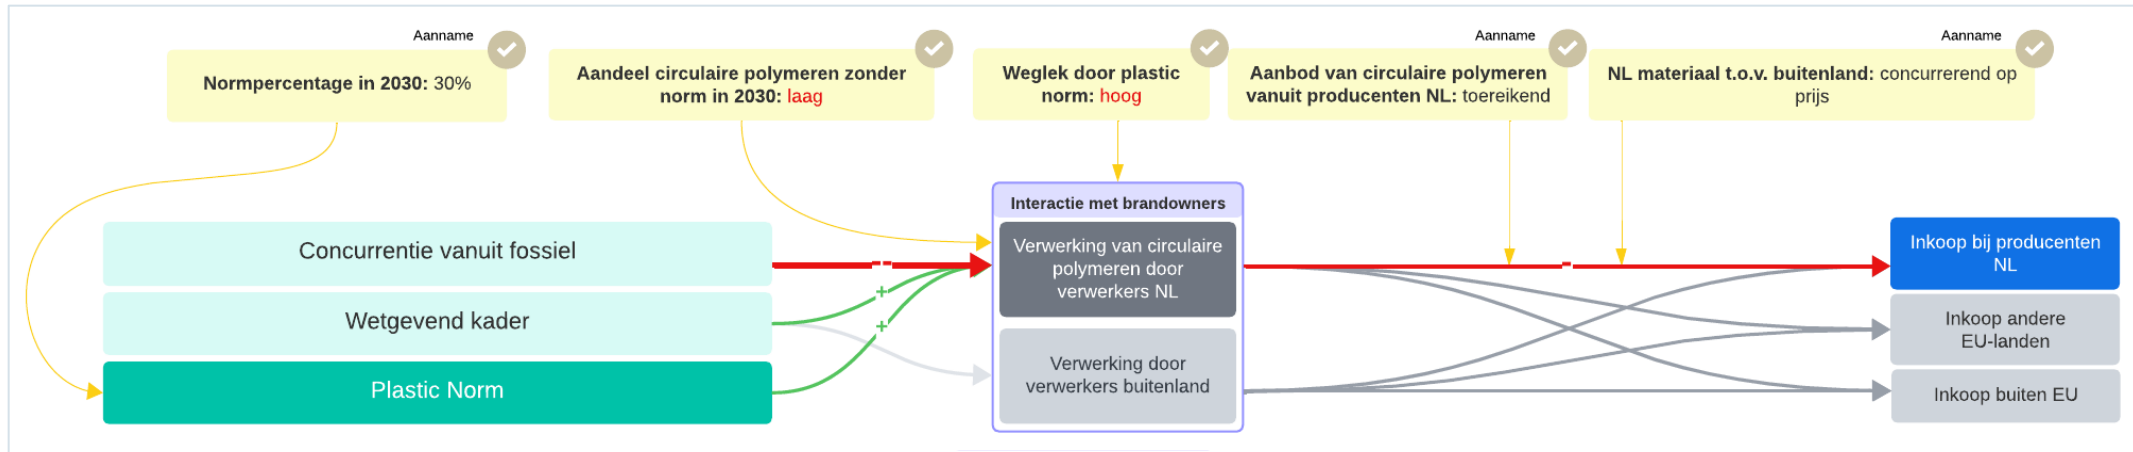 Aanname
Normpercentage in 2030: 30%
Aandeel circulaire polymeren zonder
norm in 2030: laag
Weglek door plastic
norm: hoog
Aanname
Aanbod van circulaire polymeren
vanuit producenten NL: toereikend
Aanname
NL materiaal t.o.v. buitenland: concurrerend op
prijs
Concurrentie vanuit fossiel
Wetgevend kader
Plastic Norm
-
+
+
Interactie met brandowners
Verwerking van circulaire
polymeren door
verwerkers NL
Verwerking door
verwerkers buitenland
-
Inkoop bij producenten
NL
Inkoop andere
EU-landen
Inkoop buiten EU